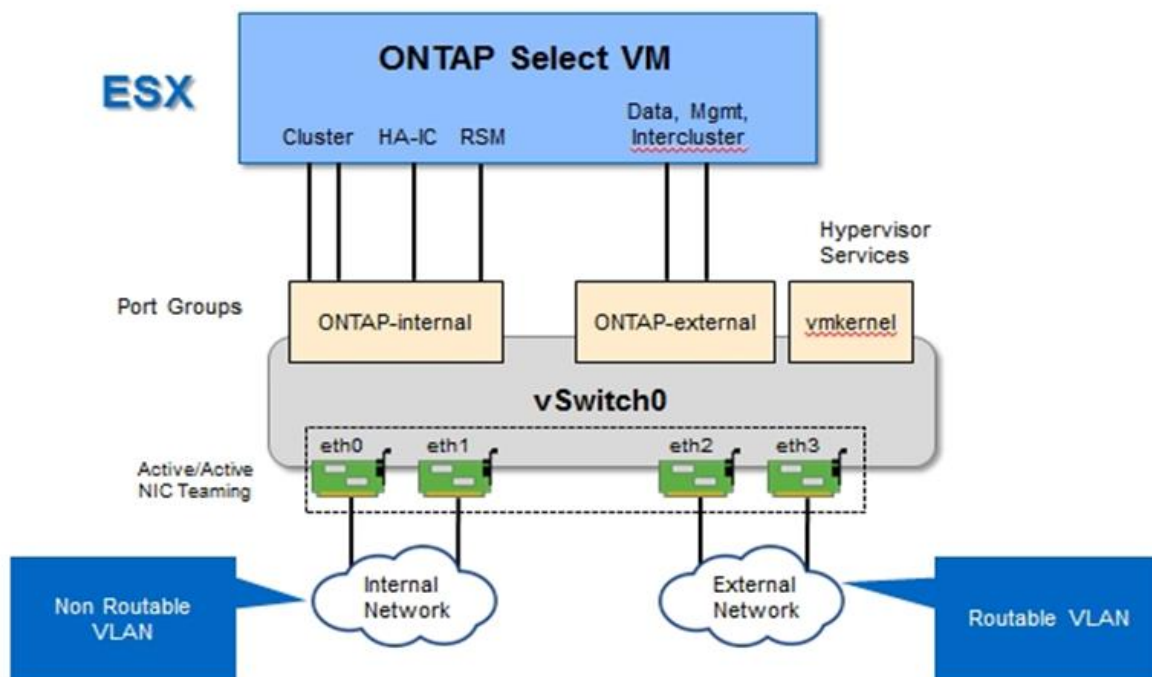 ONTAP Select VM
ESX
Cluster
HA-IC
RSM
Data, Mgmt,
Intercluster
Hypervisor
Services
Port Groups
ONTAP-internal
ONTAP-external
vmkernel
vSwitch0
eth0
eth1
eth2
eth3
Active/Active
NIC Teaming
Internal
Network
External
Network
Non Routable
VLAN
Routable VLAN